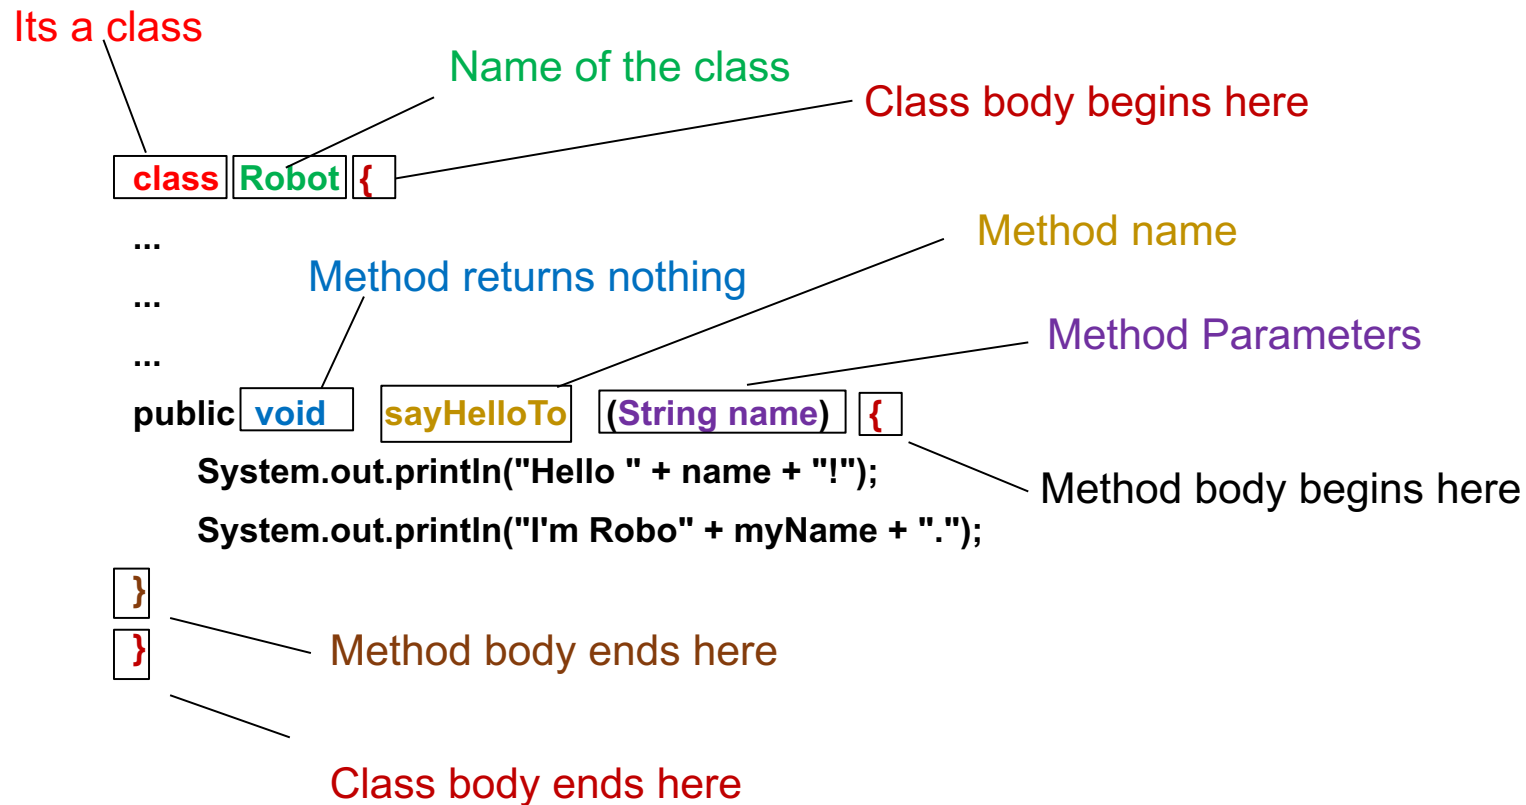 Its a class
Name of the class
Class body begins here
class Robot {
...
Method name
Method returns nothing
...
Method Parameters
...
public void sayHelloTo (String name) {
System.out.println("Hello " + name + "!");
Method body begins here
System.out.println("I'm Robo" + myName + ".");
}
}
Method body ends here
Class body ends here